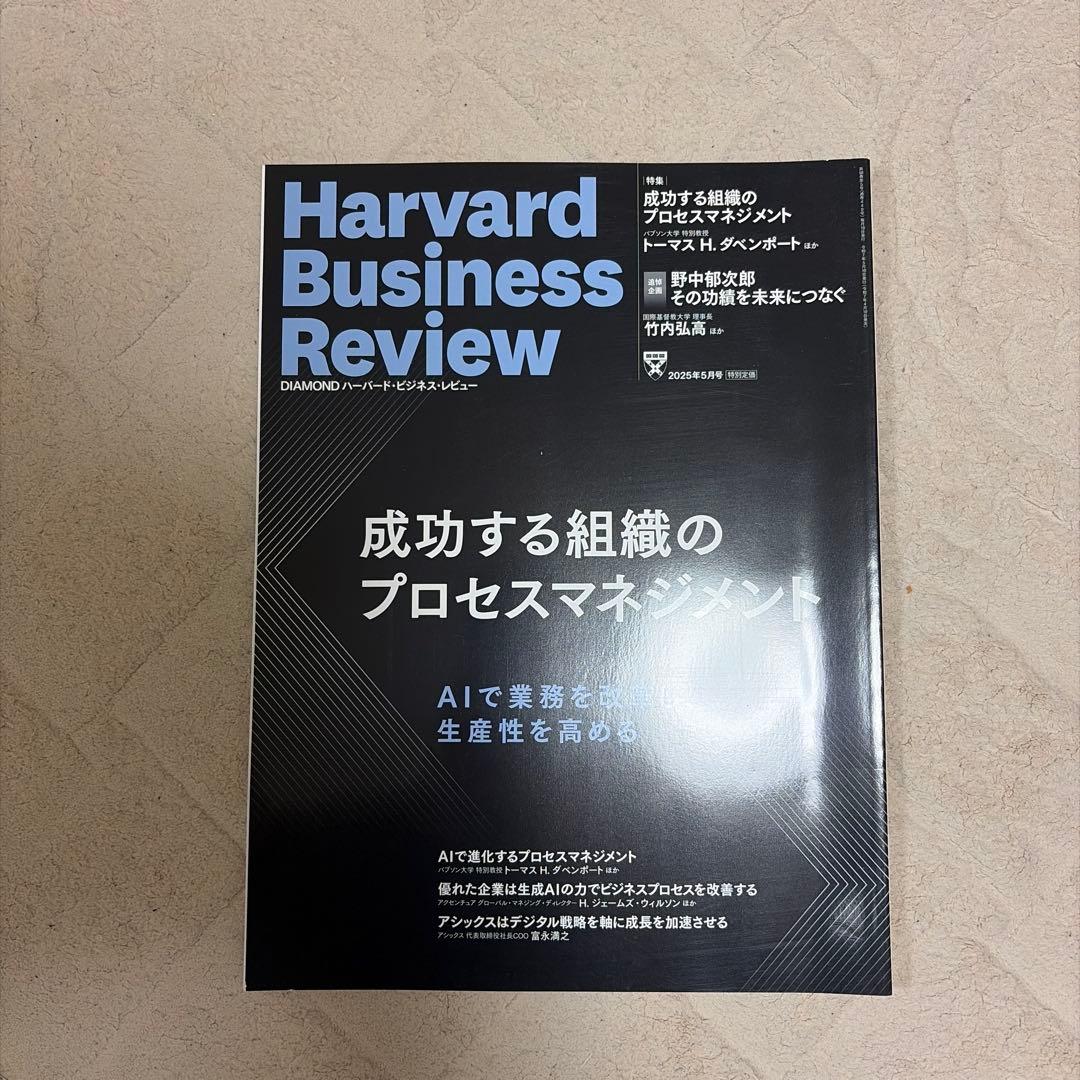 Harvard
Business
Review
DIAMOND ハーバード・ビジネス・レビュー
特集
成功する組織の
プロセスマネジメント
バブソン大学 特別教授
トーマス H. ダベンポート ほか
追悼
企画
野中郁次郎
その功績を未来につなぐ
国際基督教大学 理事長
竹内弘高 ほか
2025年5月号 特別定価
成功する組織の
プロセスマネジメント
AIで業務を改革
生産性を高める
AIで進化するプロセスマネジメント
バブソン大学 特別教授 トーマス H. ダベンポート ほか
優れた企業は生成AIの力でビジネスプロセスを改善する
アクセンチュア グローバル・マネジング・ディレクター H. ジェームズ・ウィルソン ほか
アシックスはデジタル戦略を軸に成長を加速させる
アシックス 代表取締役社長COO 富永満之